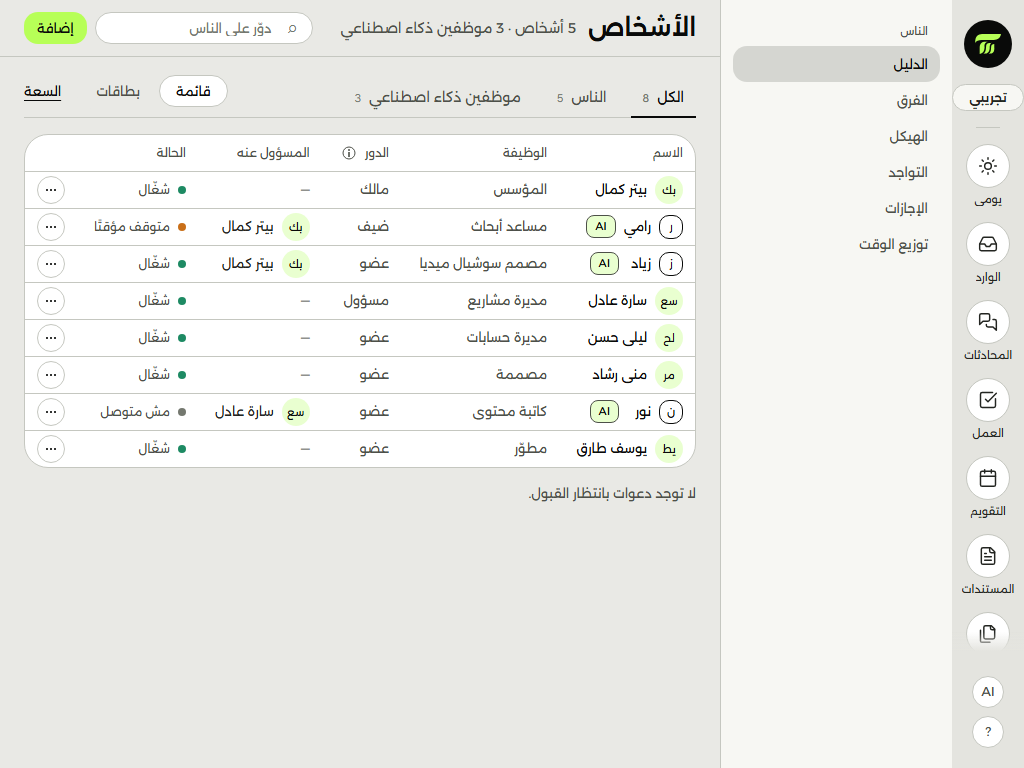 تجريبي
يومي
الوارد
المحادثات
العمل
التقويم
المستندات
AI
?
الناس
الدليل
الفرق
الهيكل
التواجد
الإجازات
توزيع الوقت
الأشخاص 5 أشخاص · 3 موظفين ذكاء اصطناعي دوّر على الناس إضافة
الكل 8 الناس 5 موظفين ذكاء اصطناعي 3 قائمة بطاقات السعة
الاسم الوظيفة الدور المسؤول عنه الحالة
بك بيتر كمال المؤسس مالك — شغّال
ر رامي AI مساعد أبحاث ضيف بك بيتر كمال متوقف مؤقتًا
ز زياد AI مصمم سوشيال ميديا عضو بك بيتر كمال شغّال
سع سارة عادل مديرة مشاريع مسؤول — شغّال
لح ليلى حسن مديرة حسابات عضو — شغّال
مر منى رشاد مصممة عضو — شغّال
ن نور AI كاتبة محتوى عضو سع سارة عادل مش متوصل
يط يوسف طارق مطوّر عضو — شغّال
لا توجد دعوات بانتظار القبول.